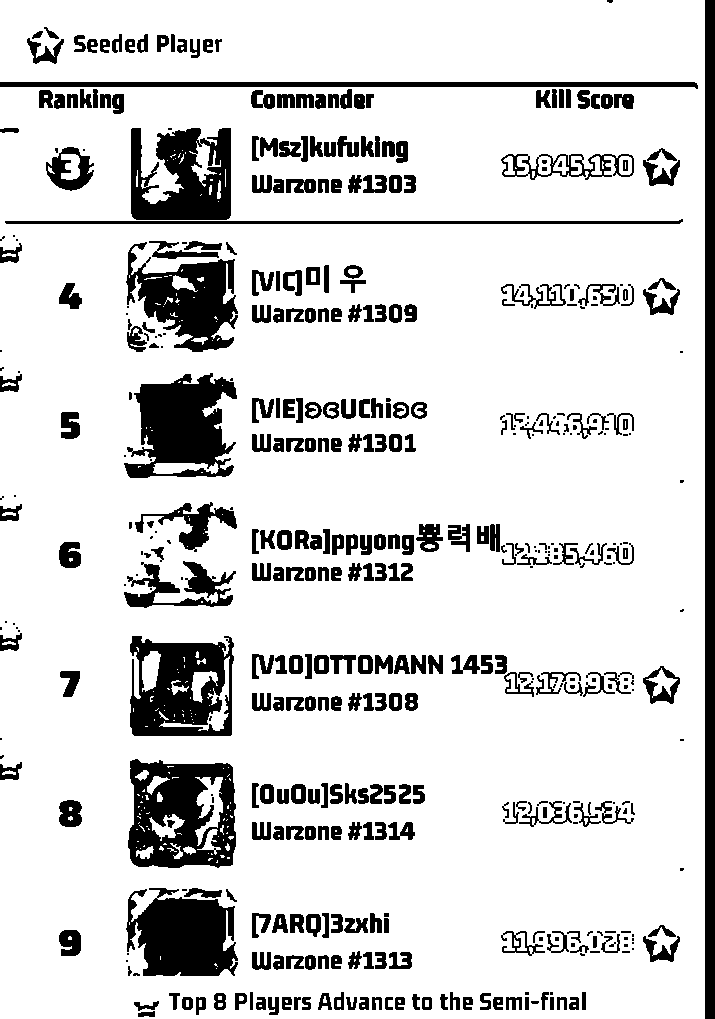 Seeded Player
Ranking Commander Kill Score
3 [Msz]kufuking 15,845,130
Warzone #1303
4 [VIC]미 우 14,110,650
Warzone #1309
5 [VIE]ʚɞUChiʚɞ 12,446,910
Warzone #1301
6 [KORa]ppyong뿅력배 12,185,460
Warzone #1312
7 [V10]OTTOMANN 1453 12,178,968
Warzone #1308
8 [OuOu]Sks2525 12,036,534
Warzone #1314
9 [7ARQ]3zxhi 11,996,028
Warzone #1313
Top 8 Players Advance to the Semi-final